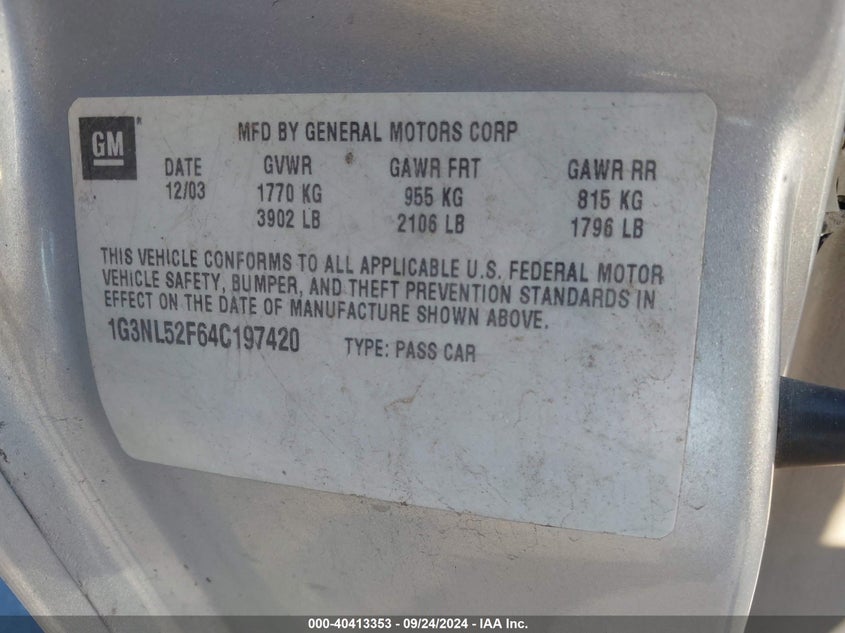 GM
MFD BY GENERAL MOTORS CORP
DATE GVWR GAWR FRT GAWR RR
12/03 1770 KG 955 KG 815 KG
3902 LB 2106 LB 1796 LB
THIS VEHICLE CONFORMS TO ALL APPLICABLE U.S. FEDERAL MOTOR
VEHICLE SAFETY, BUMPER, AND THEFT PREVENTION STANDARDS IN
EFFECT ON THE DATE OF MANUFACTURE SHOWN ABOVE.
1G3NL52F64C197420 TYPE: PASS CAR
000-40413353 - 09/24/2024 - IAA Inc.